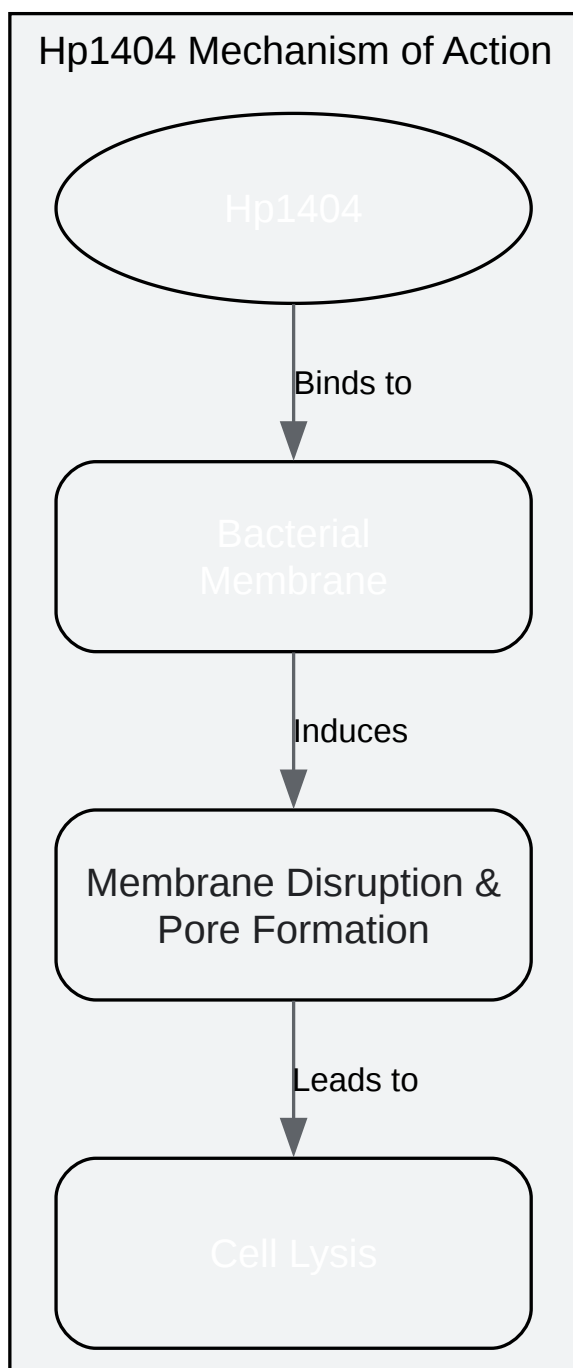 Hp1404 Mechanism of Action
Hp1404
Binds to
Bacterial
Membrane
Induces
Membrane Disruption &
Pore Formation
Leads to
Cell Lysis